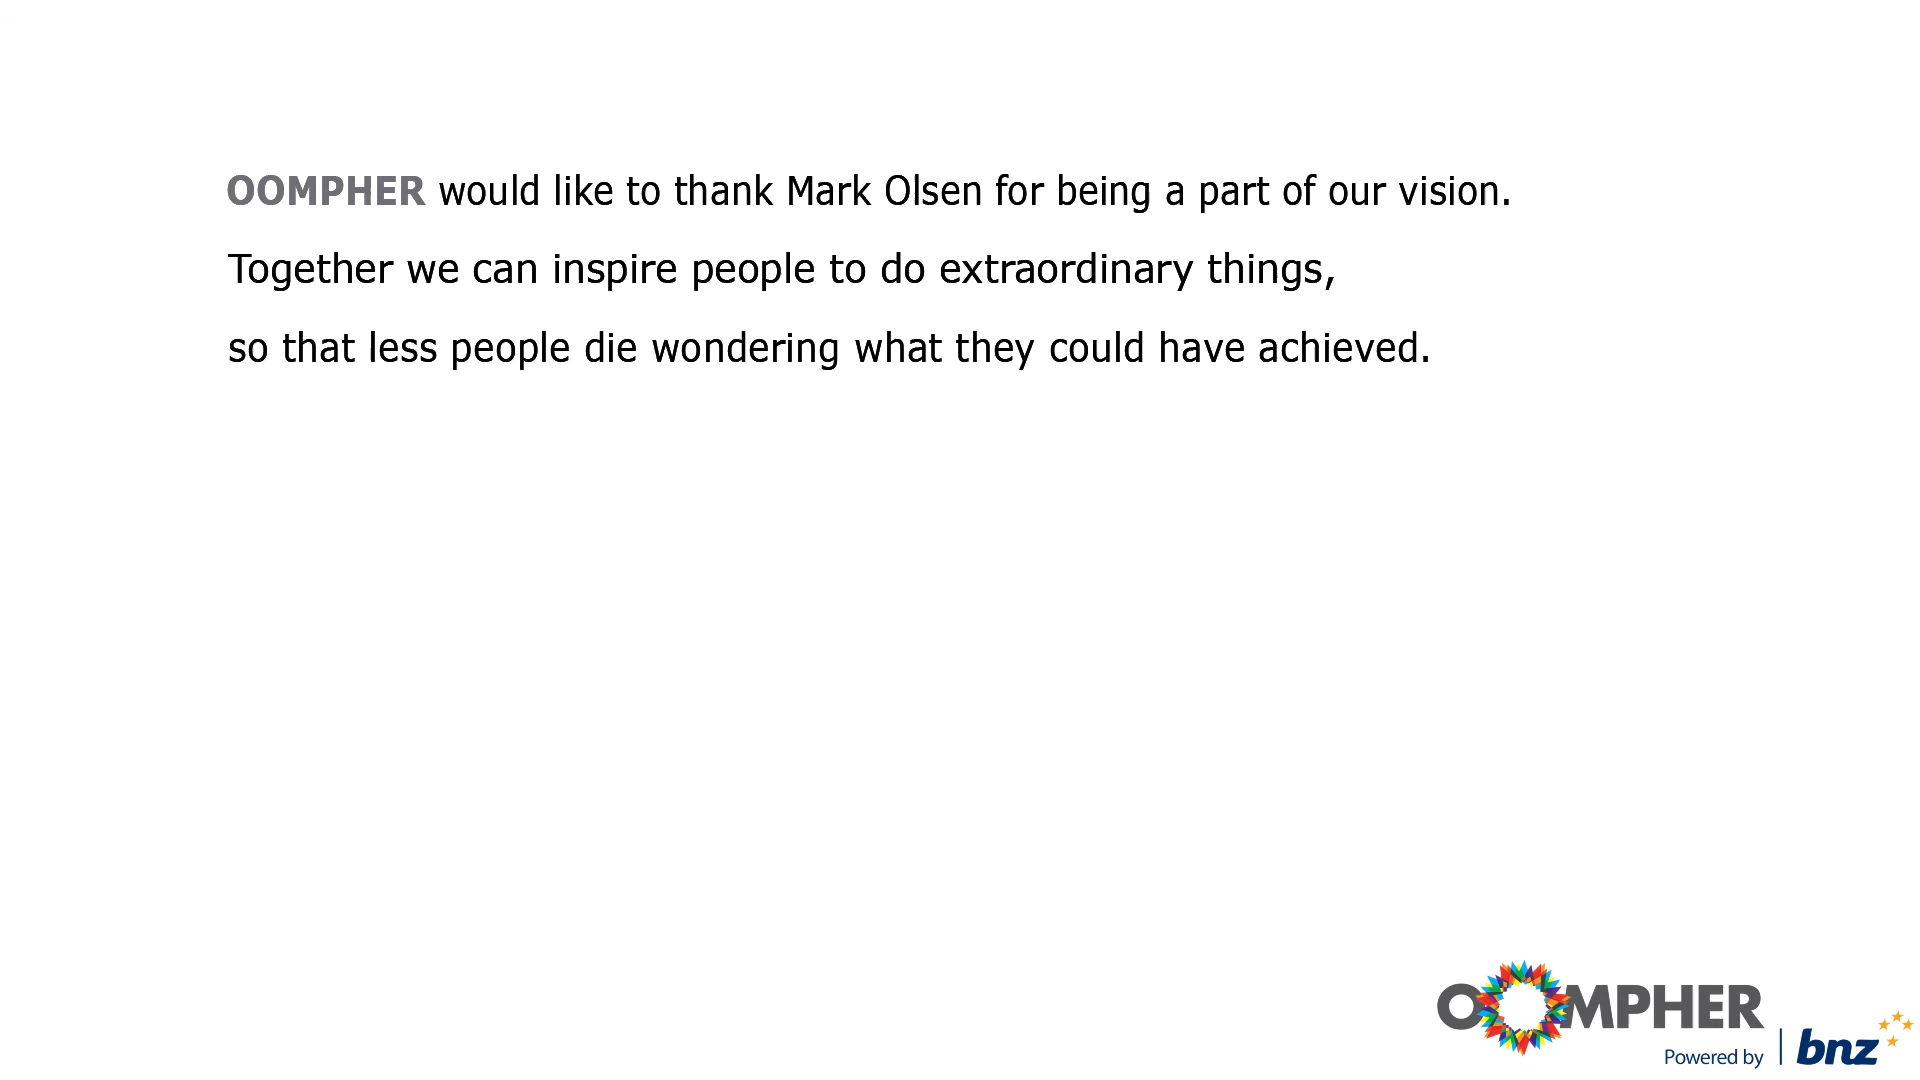 OOMPHER would like to thank Mark Olsen for being a part of our vision.
Together we can inspire people to do extraordinary things,
so that less people die wondering what they could have achieved.
OOMPHER
Powered by bnz